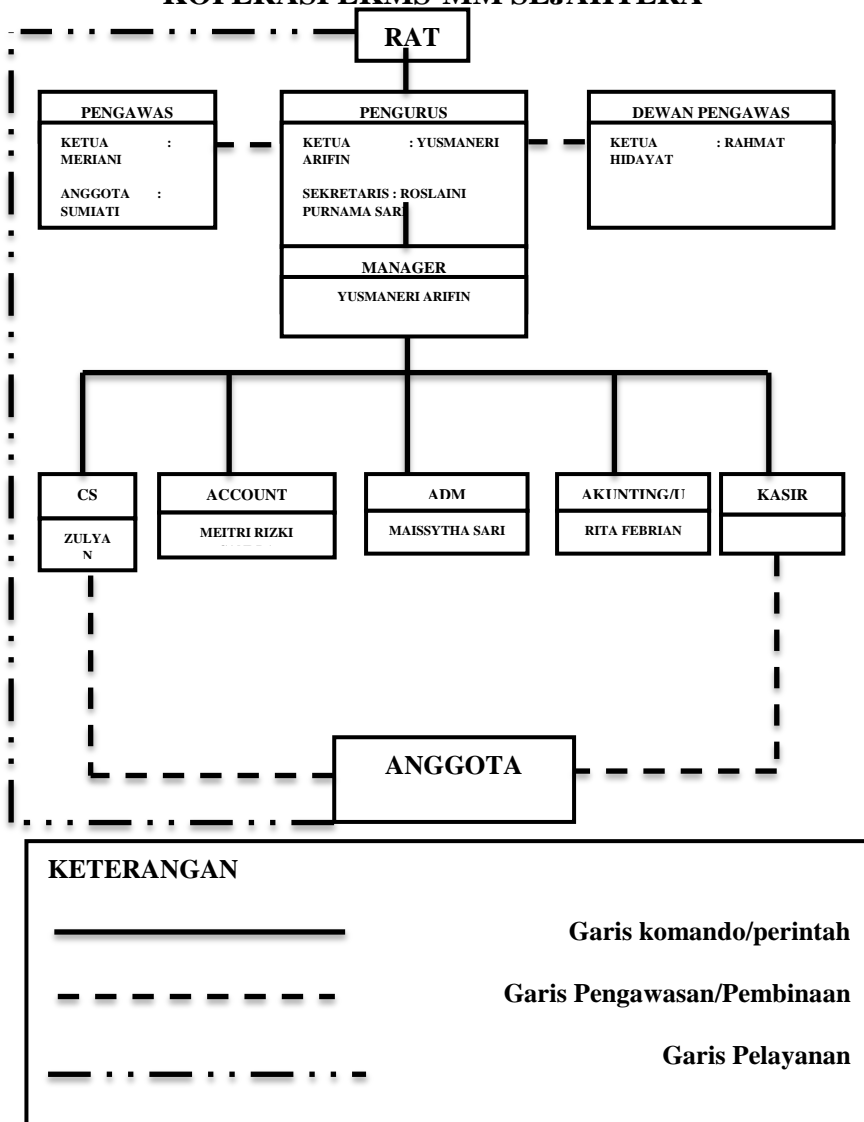 RAT
PENGAWAS
KETUA :
MERIANI
ANGGOTA :
SUMIATI
PENGURUS
KETUA : YUSMANERI
ARIFIN
SEKRETARIS : ROSLAINI
PURNAMA SARI
DEWAN PENGAWAS
KETUA : RAHMAT
HIDAYAT
MANAGER
YUSMANERI ARIFIN
CS
ZULYA
N
ACCOUNT
MEITRI RIZKI
ADM
MAISSYTHA SARI
AKUNTING/U
RITA FEBRIAN
KASIR
ANGGOTA
KETERANGAN
Garis komando/perintah
Garis Pengawasan/Pembinaan
Garis Pelayanan